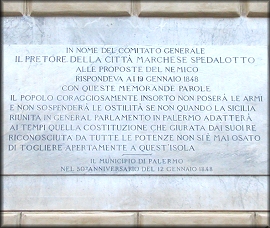 IN NOME DEL COMITATO GENERALE
IL PRETORE DELLA CITTÀ MARCHESE SPEDALOTTO
ALLE PROPOSTE DEL NEMICO
RISPONDEVA AI 19 GENNAIO 1848
CON QUESTE MEMORANDE PAROLE
IL POPOLO CORAGGIOSAMENTE INSORTO NON POSERÀ LE ARMI
E NON SOSPENDERÀ LE OSTILITÀ SE NON QUANDO LA SICILIA
RIUNITA IN GENERAL PARLAMENTO IN PALERMO ADATTERÀ
AI TEMPI QUELLA COSTITUZIONE CHE GIURATA DAI SUOI RE
RICONOSCIUTA DA TUTTE LE POTENZE NON SI È MAI OSATO
DI TOGLIERE APERTAMENTE A QUEST'ISOLA
IL MUNICIPIO DI PALERMO
NEL 50° ANNIVERSARIO DEL 12 GENNAIO 1848